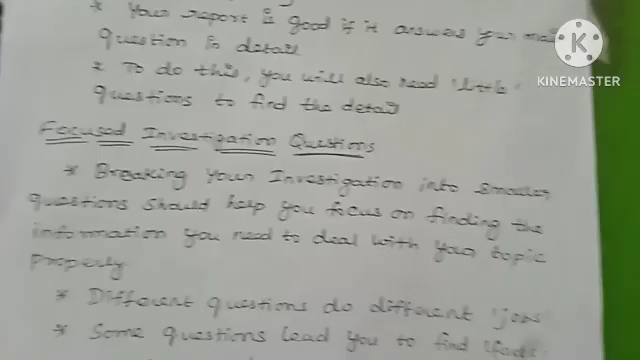 * Your report is good if it answers your main
question in detail
* To do this, you will also need 'little'
questions to find the detail
Focused Investigation Questions
* Breaking your Investigation into smaller
questions should help you focus on finding the
information you need to deal with your topic
property
* Different questions do different 'jobs'
* Some questions lead you to find 'facts'
KINEMASTER